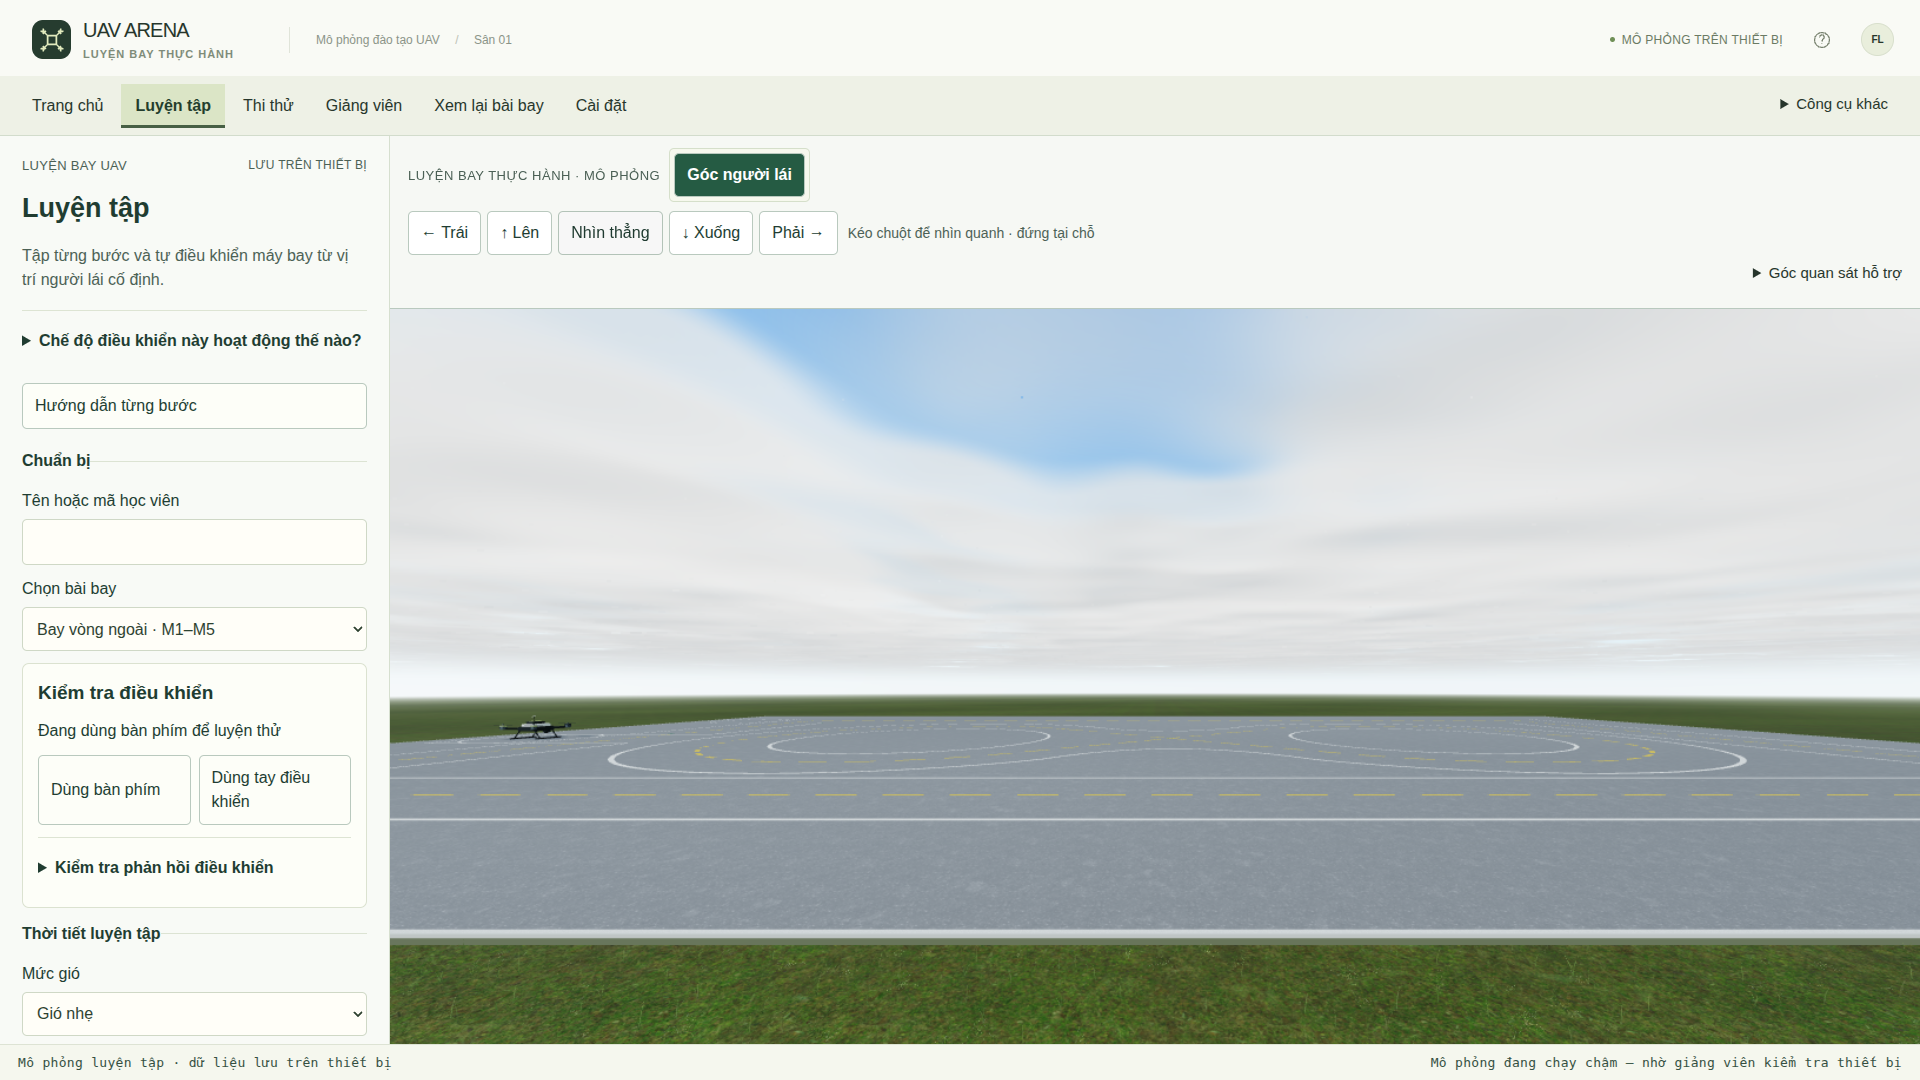 UAV ARENA
LUYỆN BAY THỰC HÀNH
Mô phỏng đào tạo UAV / Sân 01
MÔ PHỎNG TRÊN THIẾT BỊ
FL
Trang chủ
Luyện tập
Thi thử
Giảng viên
Xem lại bài bay
Cài đặt
Công cụ khác
LUYỆN BAY UAV
LƯU TRÊN THIẾT BỊ
Luyện tập
Tập từng bước và tự điều khiển máy bay từ vị
trí người lái cố định.
Chế độ điều khiển này hoạt động thế nào?
Hướng dẫn từng bước
Chuẩn bị
Tên hoặc mã học viên
Chọn bài bay
Bay vòng ngoài · M1–M5
Kiểm tra điều khiển
Đang dùng bàn phím để luyện thử
Dùng bàn phím
Dùng tay điều
khiển
Kiểm tra phản hồi điều khiển
Thời tiết luyện tập
Mức gió
Gió nhẹ
LUYỆN BAY THỰC HÀNH · MÔ PHỎNG
Góc người lái
← Trái
↑ Lên
Nhìn thẳng
↓ Xuống
Phải →
Kéo chuột để nhìn quanh · đứng tại chỗ
Góc quan sát hỗ trợ
Mô phỏng luyện tập · dữ liệu lưu trên thiết bị
Mô phỏng đang chạy chậm — nhờ giảng viên kiểm tra thiết bị